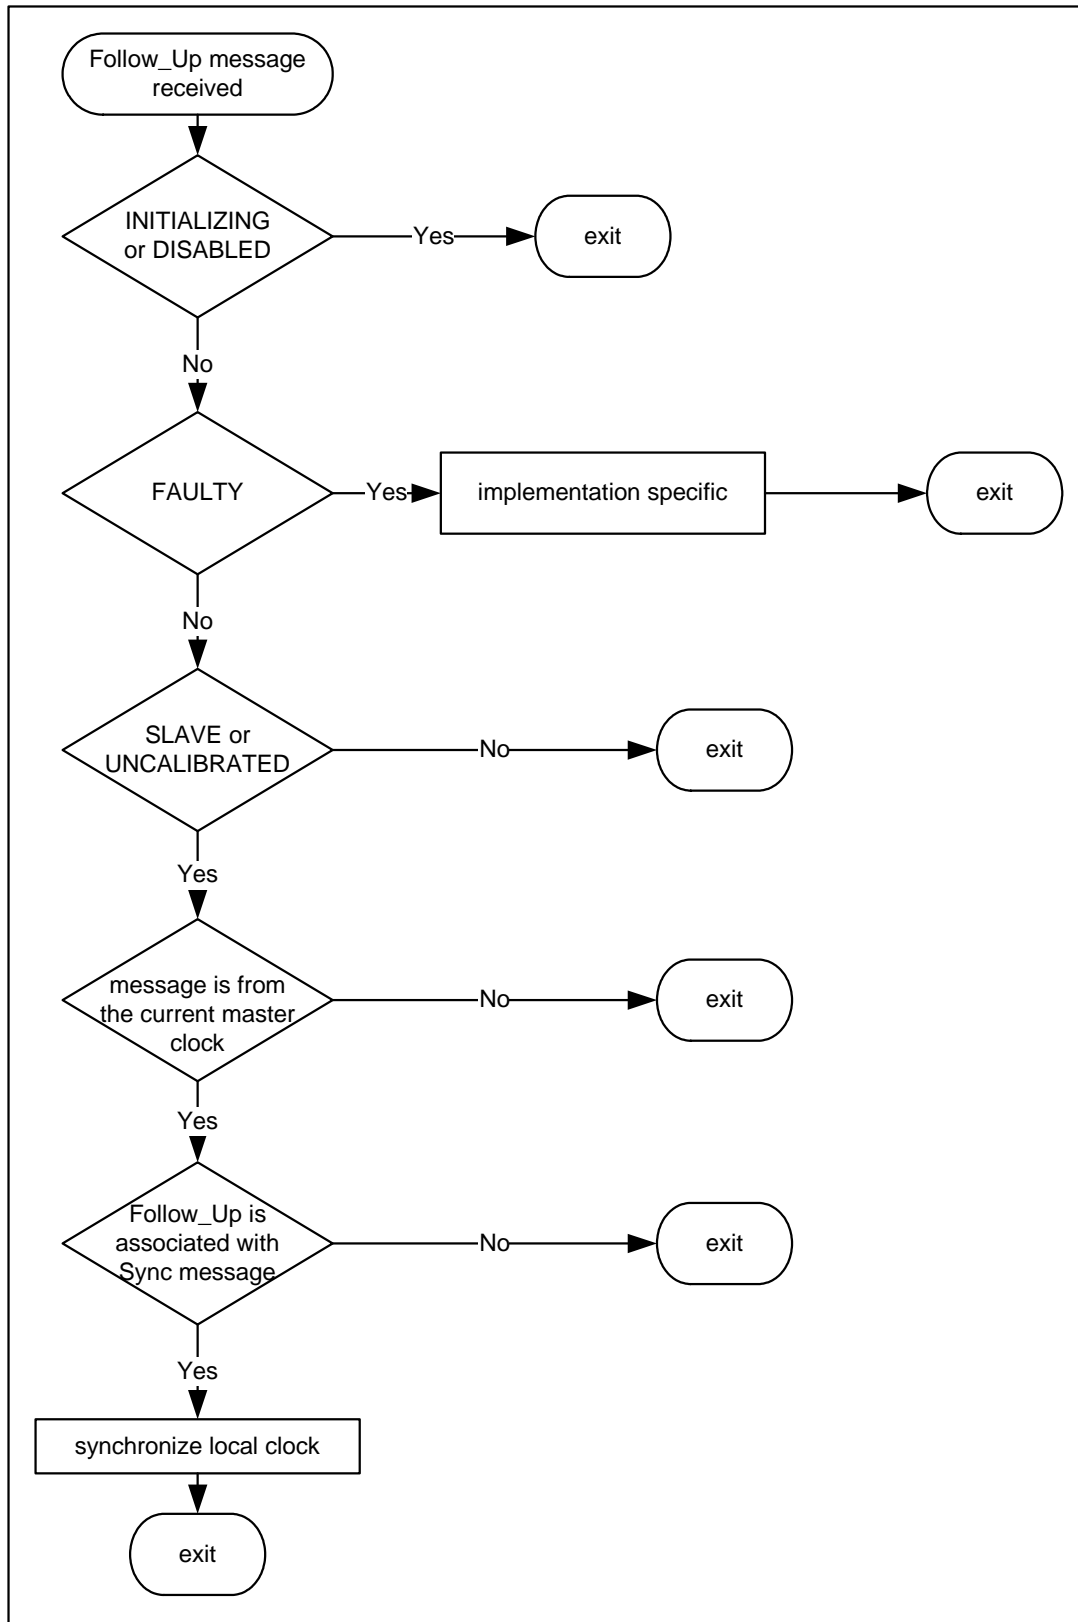 Follow_Up message
received
INITIALIZING
or DISABLED
Yes
exit
No
FAULTY
Yes
implementation specific
exit
No
SLAVE or
UNCALIBRATED
No
exit
Yes
message is from
the current master
clock
No
exit
Yes
Follow_Up is
associated with
Sync message
No
exit
Yes
synchronize local clock
exit